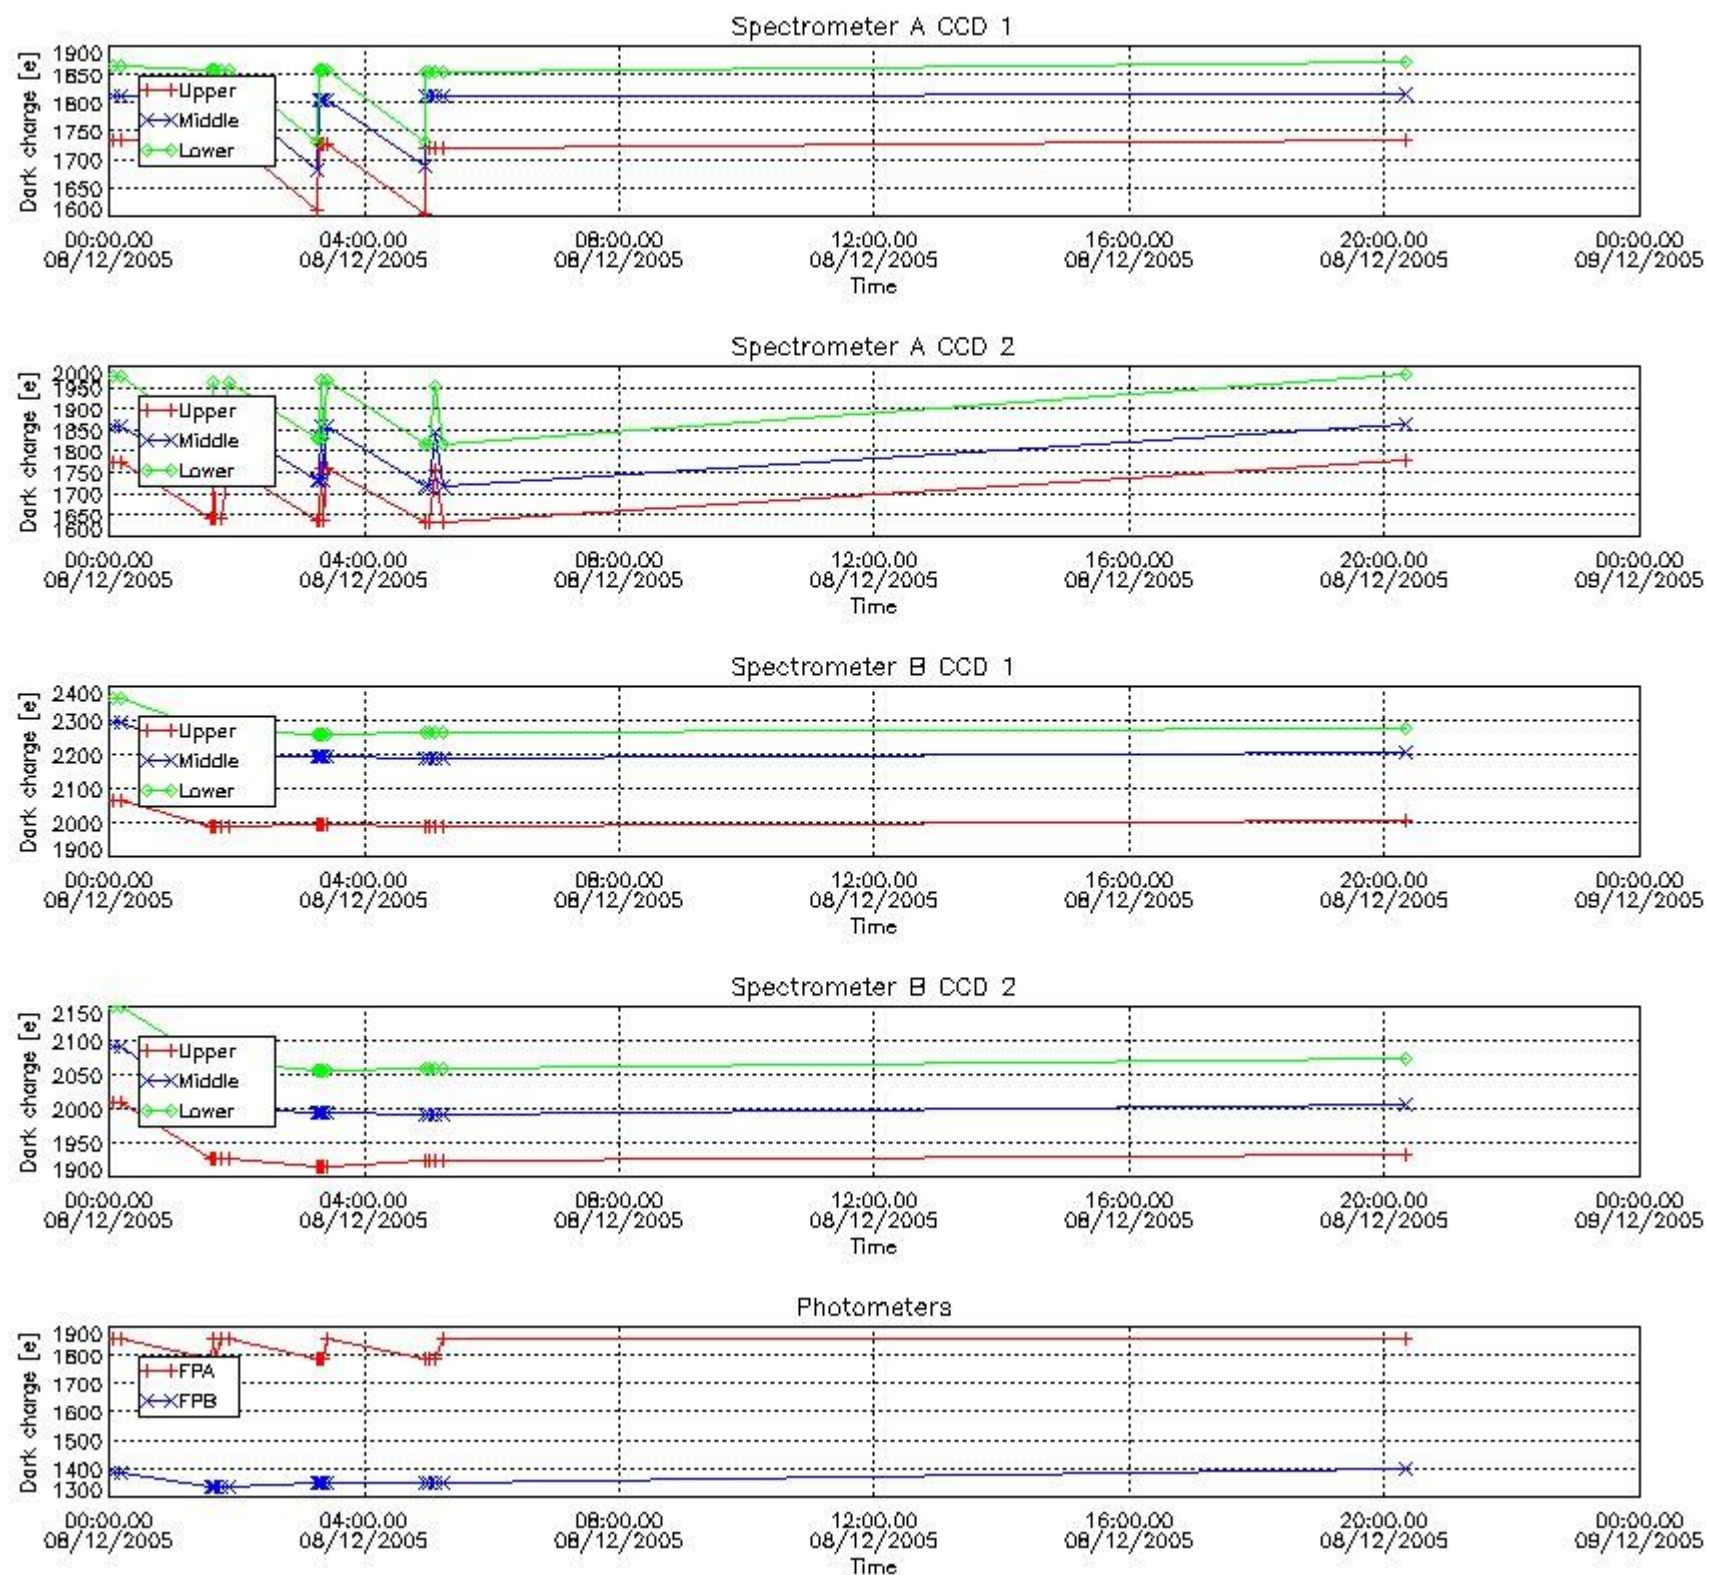 Spectrometer A CCD 1
Dark charge [e]
1900
1850
1800
1750
1700
1650
1600
Upper
Middle
Lower
00:00.00 04:00.00 08:00.00 12:00.00 16:00.00 20:00.00 00:00.00
08/12/2005 08/12/2005 08/12/2005 08/12/2005 08/12/2005 08/12/2005 09/12/2005
Time
Spectrometer A CCD 2
Dark charge [e]
2000
1950
1900
1850
1800
1750
1700
1650
1600
Upper
Middle
Lower
00:00.00 04:00.00 08:00.00 12:00.00 16:00.00 20:00.00 00:00.00
08/12/2005 08/12/2005 08/12/2005 08/12/2005 08/12/2005 08/12/2005 09/12/2005
Time
Spectrometer B CCD 1
Dark charge [e]
2400
2300
2200
2100
2000
1900
Upper
Middle
Lower
00:00.00 04:00.00 08:00.00 12:00.00 16:00.00 20:00.00 00:00.00
08/12/2005 08/12/2005 08/12/2005 08/12/2005 08/12/2005 08/12/2005 09/12/2005
Time
Spectrometer B CCD 2
Dark charge [e]
2150
2100
2050
2000
1950
1900
Upper
Middle
Lower
00:00.00 04:00.00 08:00.00 12:00.00 16:00.00 20:00.00 00:00.00
08/12/2005 08/12/2005 08/12/2005 08/12/2005 08/12/2005 08/12/2005 09/12/2005
Time
Photometers
Dark charge [e]
1900
1800
1700
1600
1500
1400
1300
FPA
FPB
00:00.00 04:00.00 08:00.00 12:00.00 16:00.00 20:00.00 00:00.00
08/12/2005 08/12/2005 08/12/2005 08/12/2005 08/12/2005 08/12/2005 09/12/2005
Time